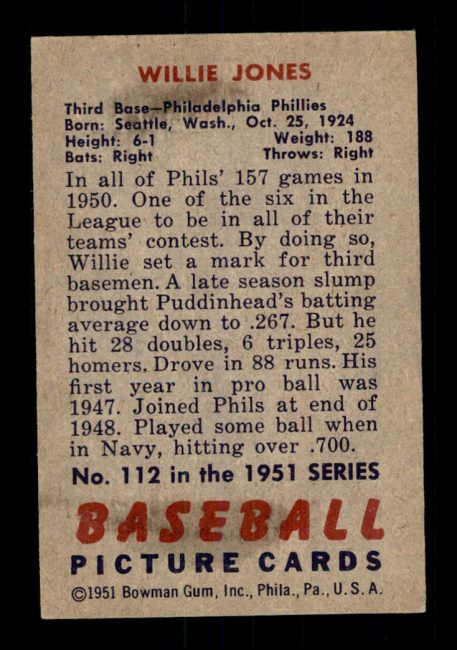 WILLIE JONES
Third Base—Philadelphia Phillies
Born: Seattle, Wash., Oct. 25, 1924
Height: 6-1 Weight: 188
Bats: Right Throws: Right
In all of Phils' 157 games in
1950. One of the six in the
League to be in all of their
teams' contest. By doing so,
Willie set a mark for third
basemen. A late season slump
brought Puddinhead's batting
average down to .267. But he
hit 28 doubles, 6 triples, 25
homers. Drove in 88 runs. His
first year in pro ball was
1947. Joined Phils at end of
1948. Played some ball when
in Navy, hitting over .700.
No. 112 in the 1951 SERIES
BASEBALL
PICTURE CARDS
©1951 Bowman Gum, Inc., Phila., Pa., U. S. A.